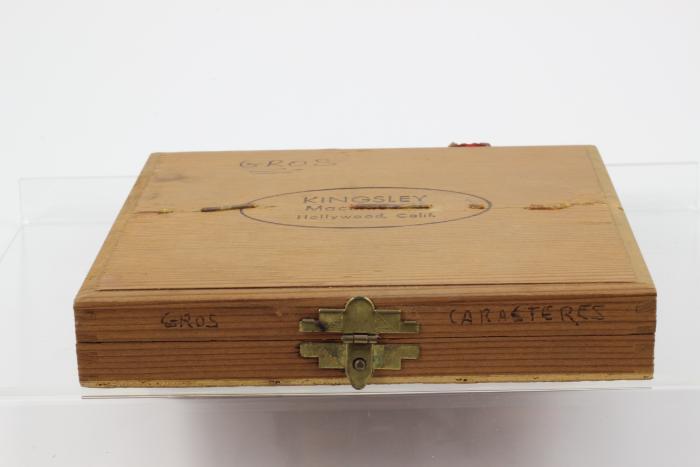 GROS
KINGSLEY
Hollywood, Calif.
GROS
CARASTERES